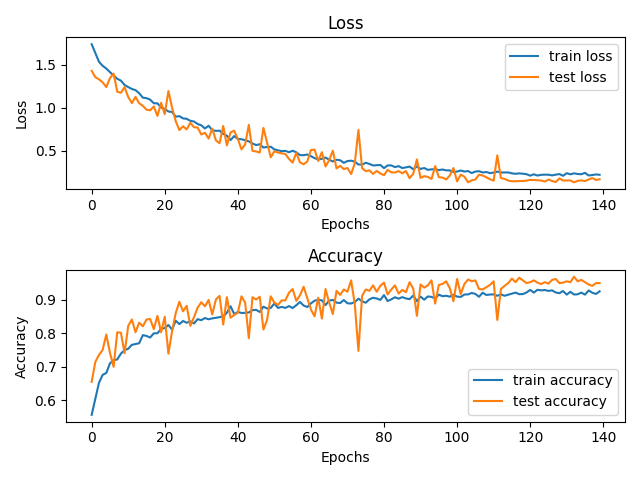 Loss
1.5
1.0
0.5
Loss
train loss
test loss
0 20 40 60 80 100 120 140
Epochs
Accuracy
0.9
0.8
0.7
0.6
Accuracy
train accuracy
test accuracy
0 20 40 60 80 100 120 140
Epochs